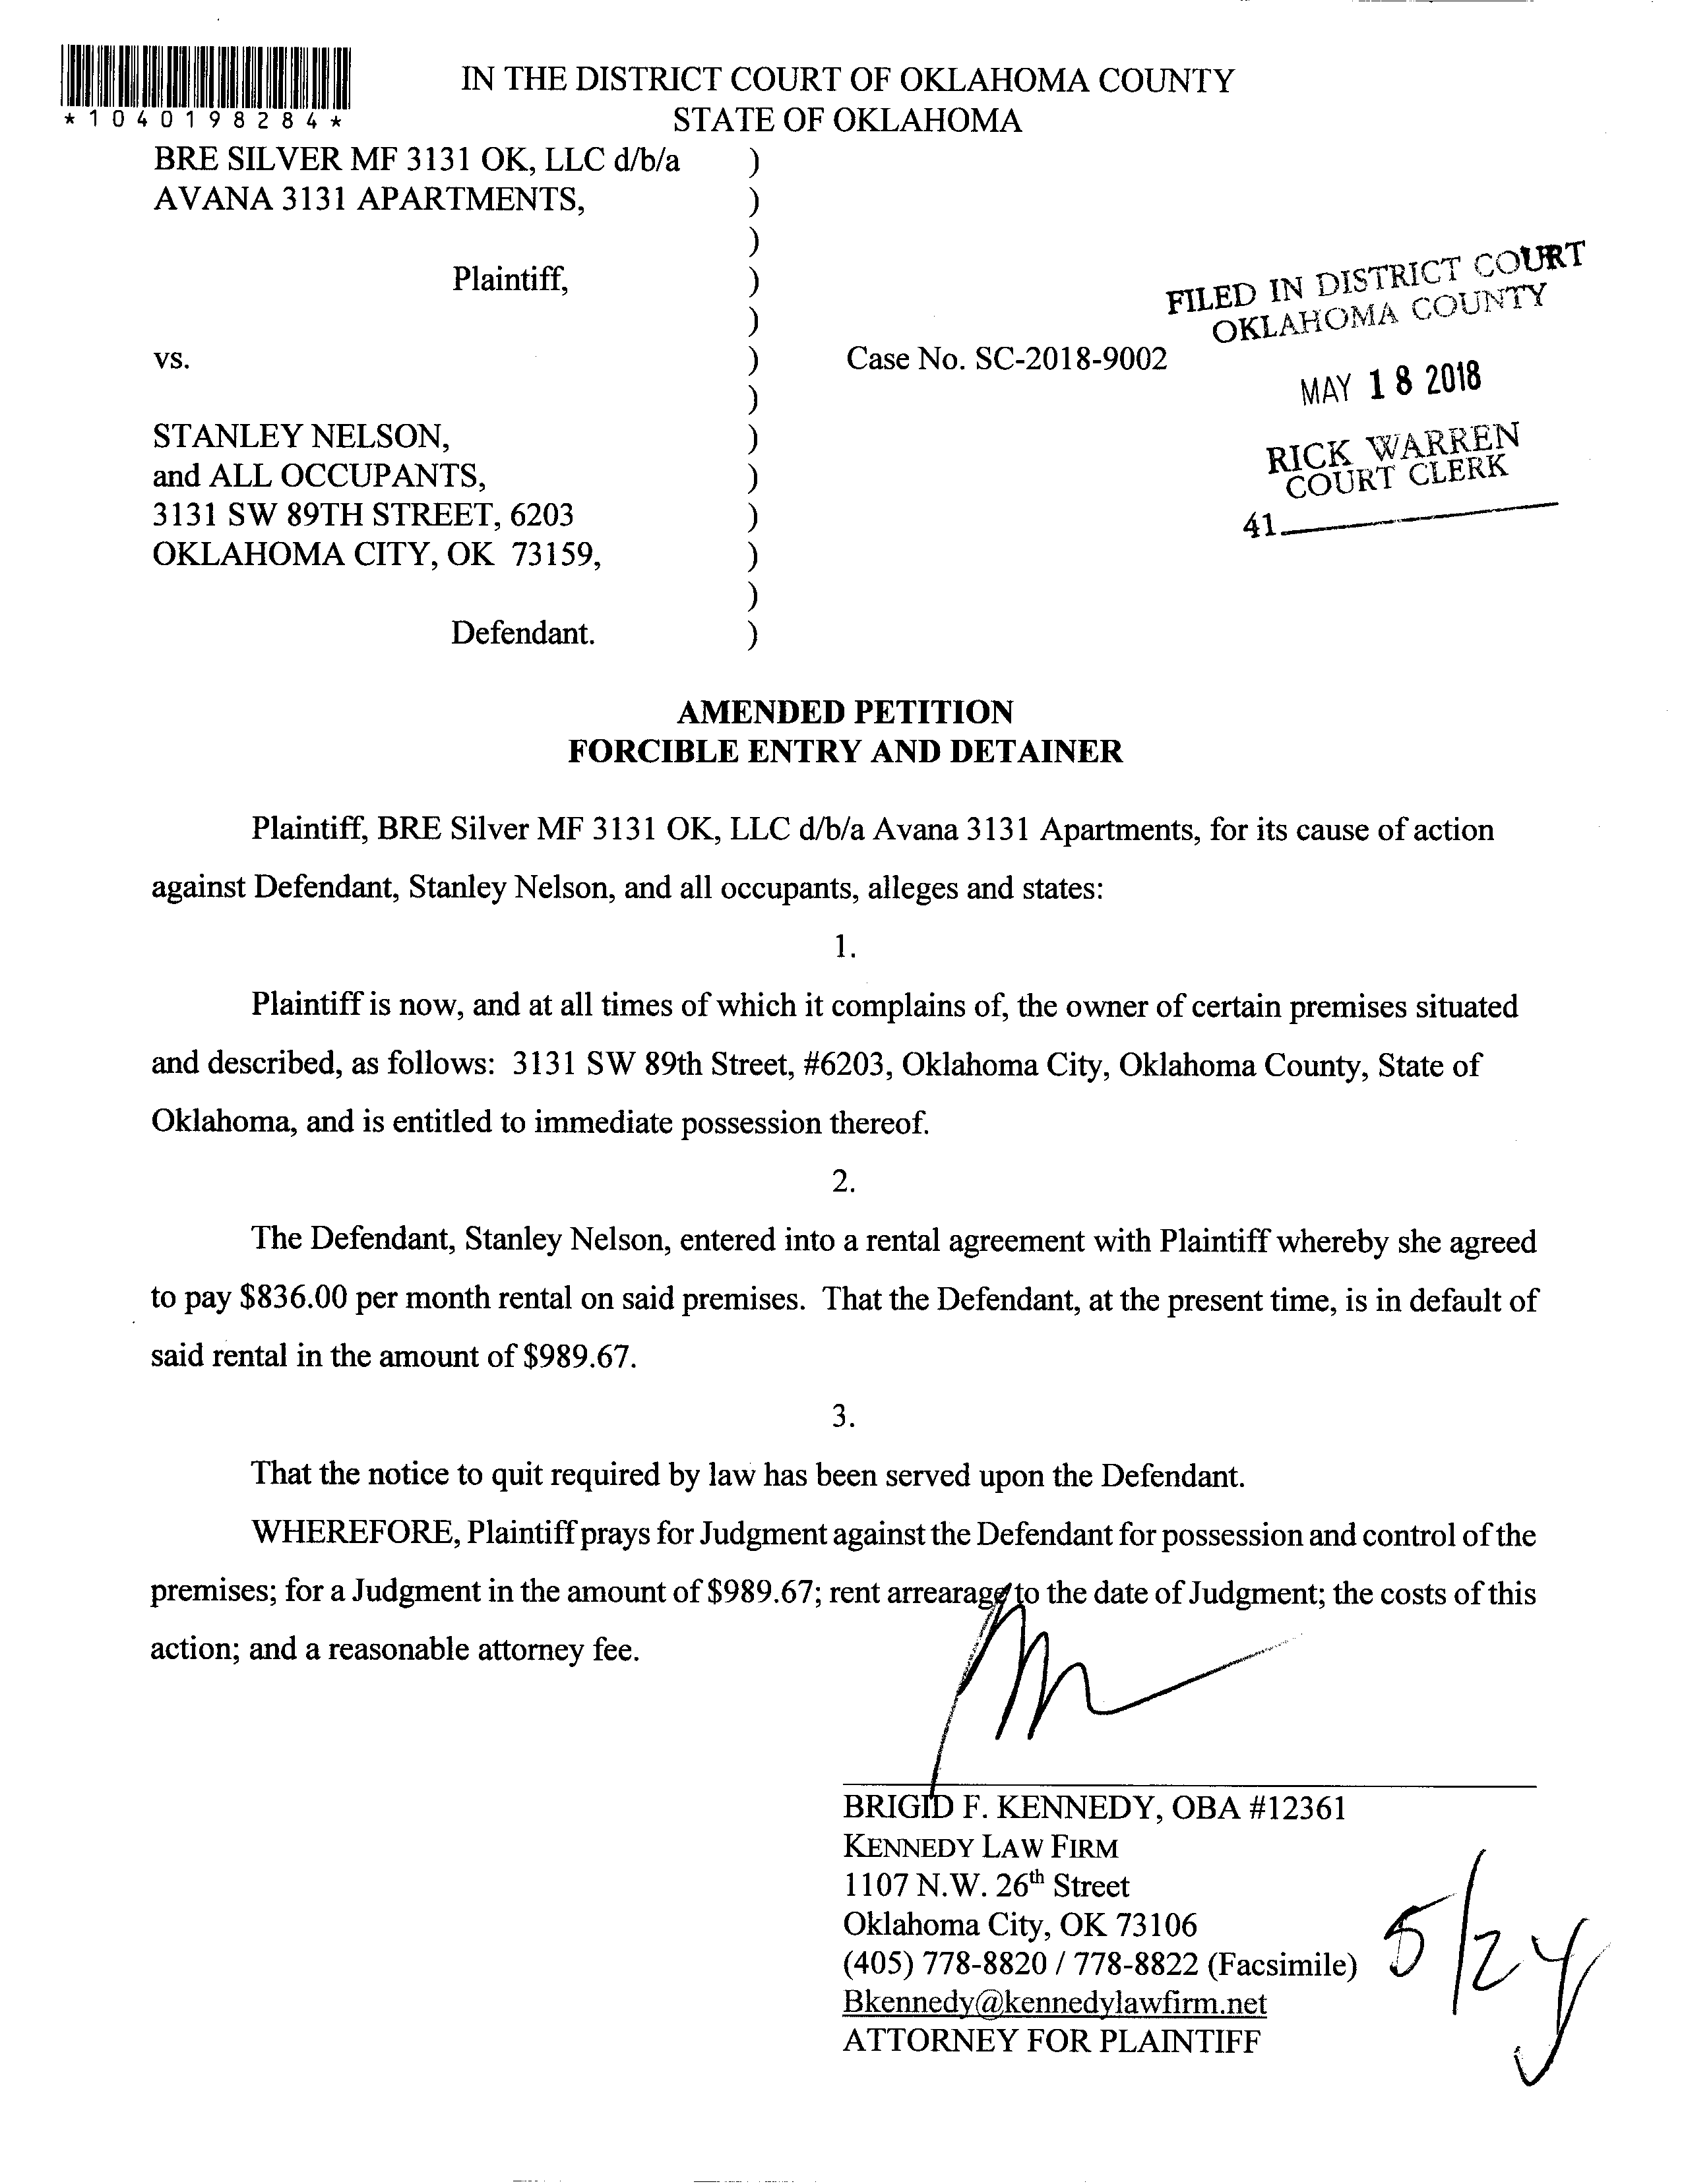 *1040198284*
IN THE DISTRICT COURT OF OKLAHOMA COUNTY
STATE OF OKLAHOMA
BRE SILVER MF 3131 OK, LLC d/b/a )
AVANA 3131 APARTMENTS, )
)
Plaintiff, )
)
vs. ) Case No. SC-2018-9002
)
STANLEY NELSON, )
and ALL OCCUPANTS, )
3131 SW 89TH STREET, 6203 )
OKLAHOMA CITY, OK 73159, )
)
Defendant. )
FILED IN DISTRICT COURT
OKLAHOMA COUNTY
MAY 18 2018
RICK WARREN
COURT CLERK
41
AMENDED PETITION
FORCIBLE ENTRY AND DETAINER
Plaintiff, BRE Silver MF 3131 OK, LLC d/b/a Avana 3131 Apartments, for its cause of action
against Defendant, Stanley Nelson, and all occupants, alleges and states:
1.
Plaintiff is now, and at all times of which it complains of, the owner of certain premises situated
and described, as follows: 3131 SW 89th Street, #6203, Oklahoma City, Oklahoma County, State of
Oklahoma, and is entitled to immediate possession thereof.
2.
The Defendant, Stanley Nelson, entered into a rental agreement with Plaintiff whereby she agreed
to pay $836.00 per month rental on said premises. That the Defendant, at the present time, is in default of
said rental in the amount of $989.67.
3.
That the notice to quit required by law has been served upon the Defendant.
WHEREFORE, Plaintiff prays for Judgment against the Defendant for possession and control of the
premises; for a Judgment in the amount of $989.67; rent arrearage to the date of Judgment; the costs of this
action; and a reasonable attorney fee.
BRIGID F. KENNEDY, OBA #12361
KENNEDY LAW FIRM
1107 N.W. 26th Street
Oklahoma City, OK 73106
(405) 778-8820 / 778-8822 (Facsimile)
Bkennedy@kennedylawfirm.net
ATTORNEY FOR PLAINTIFF
5/24